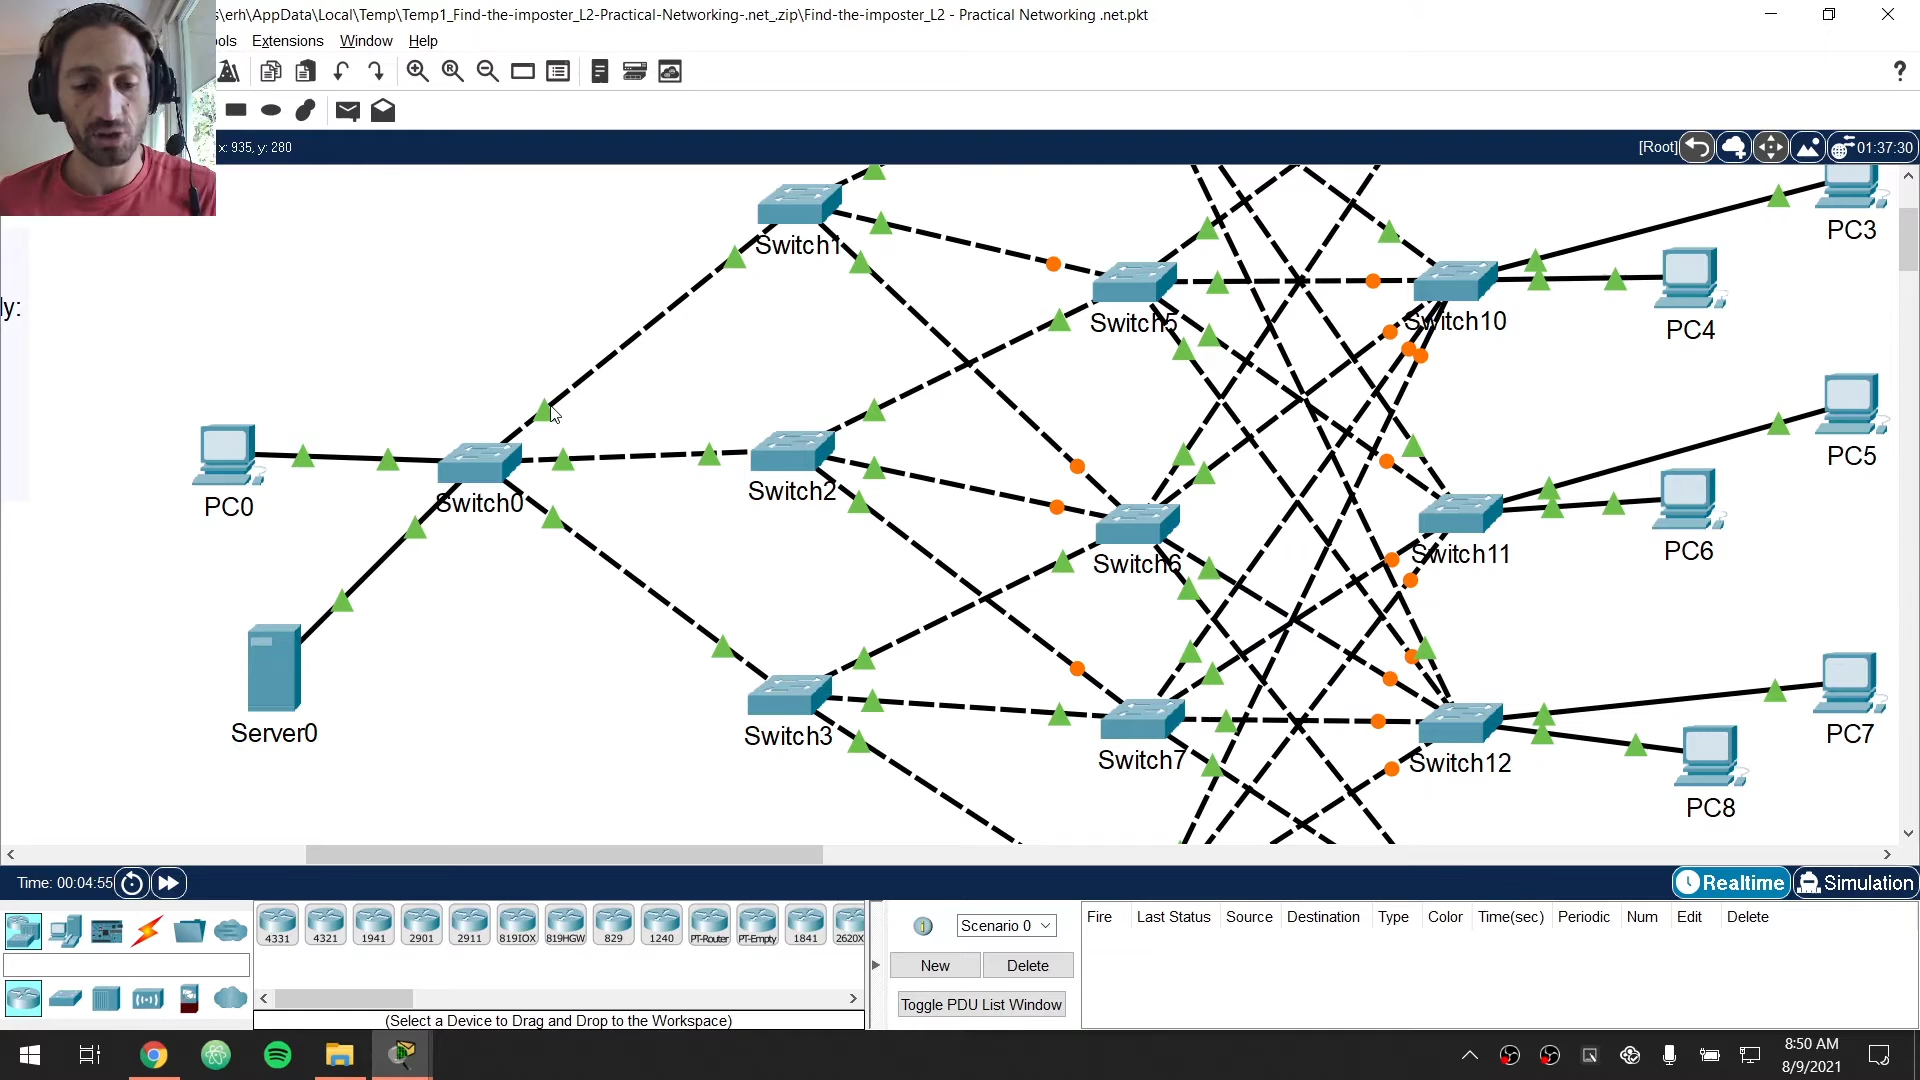 s\erh\AppData\Local\Temp\Temp1_Find-the-imposter_L2-Practical-Networking-.net_.zip\Find-the-imposter_L2 - Practical Networking .net.pkt
ols Extensions Window Help
?
x: 935, y: 280
[Root]
01:37:30
ly:
Switch1
PC3
Switch5
Switch10
PC4
PC0
Switch0
Switch2
PC5
Switch6
Switch11
PC6
Server0
Switch3
Switch7
Switch12
PC7
PC8
Time: 00:04:55
Realtime
Simulation
4331 4321 1941 2901 2911 819IOX 819HGW 829 1240 PT-Router PT-Empty 1841 2620X
(Select a Device to Drag and Drop to the Workspace)
Scenario 0
New
Delete
Toggle PDU List Window
Fire Last Status Source Destination Type Color Time(sec) Periodic Num Edit Delete
8:50 AM
8/9/2021